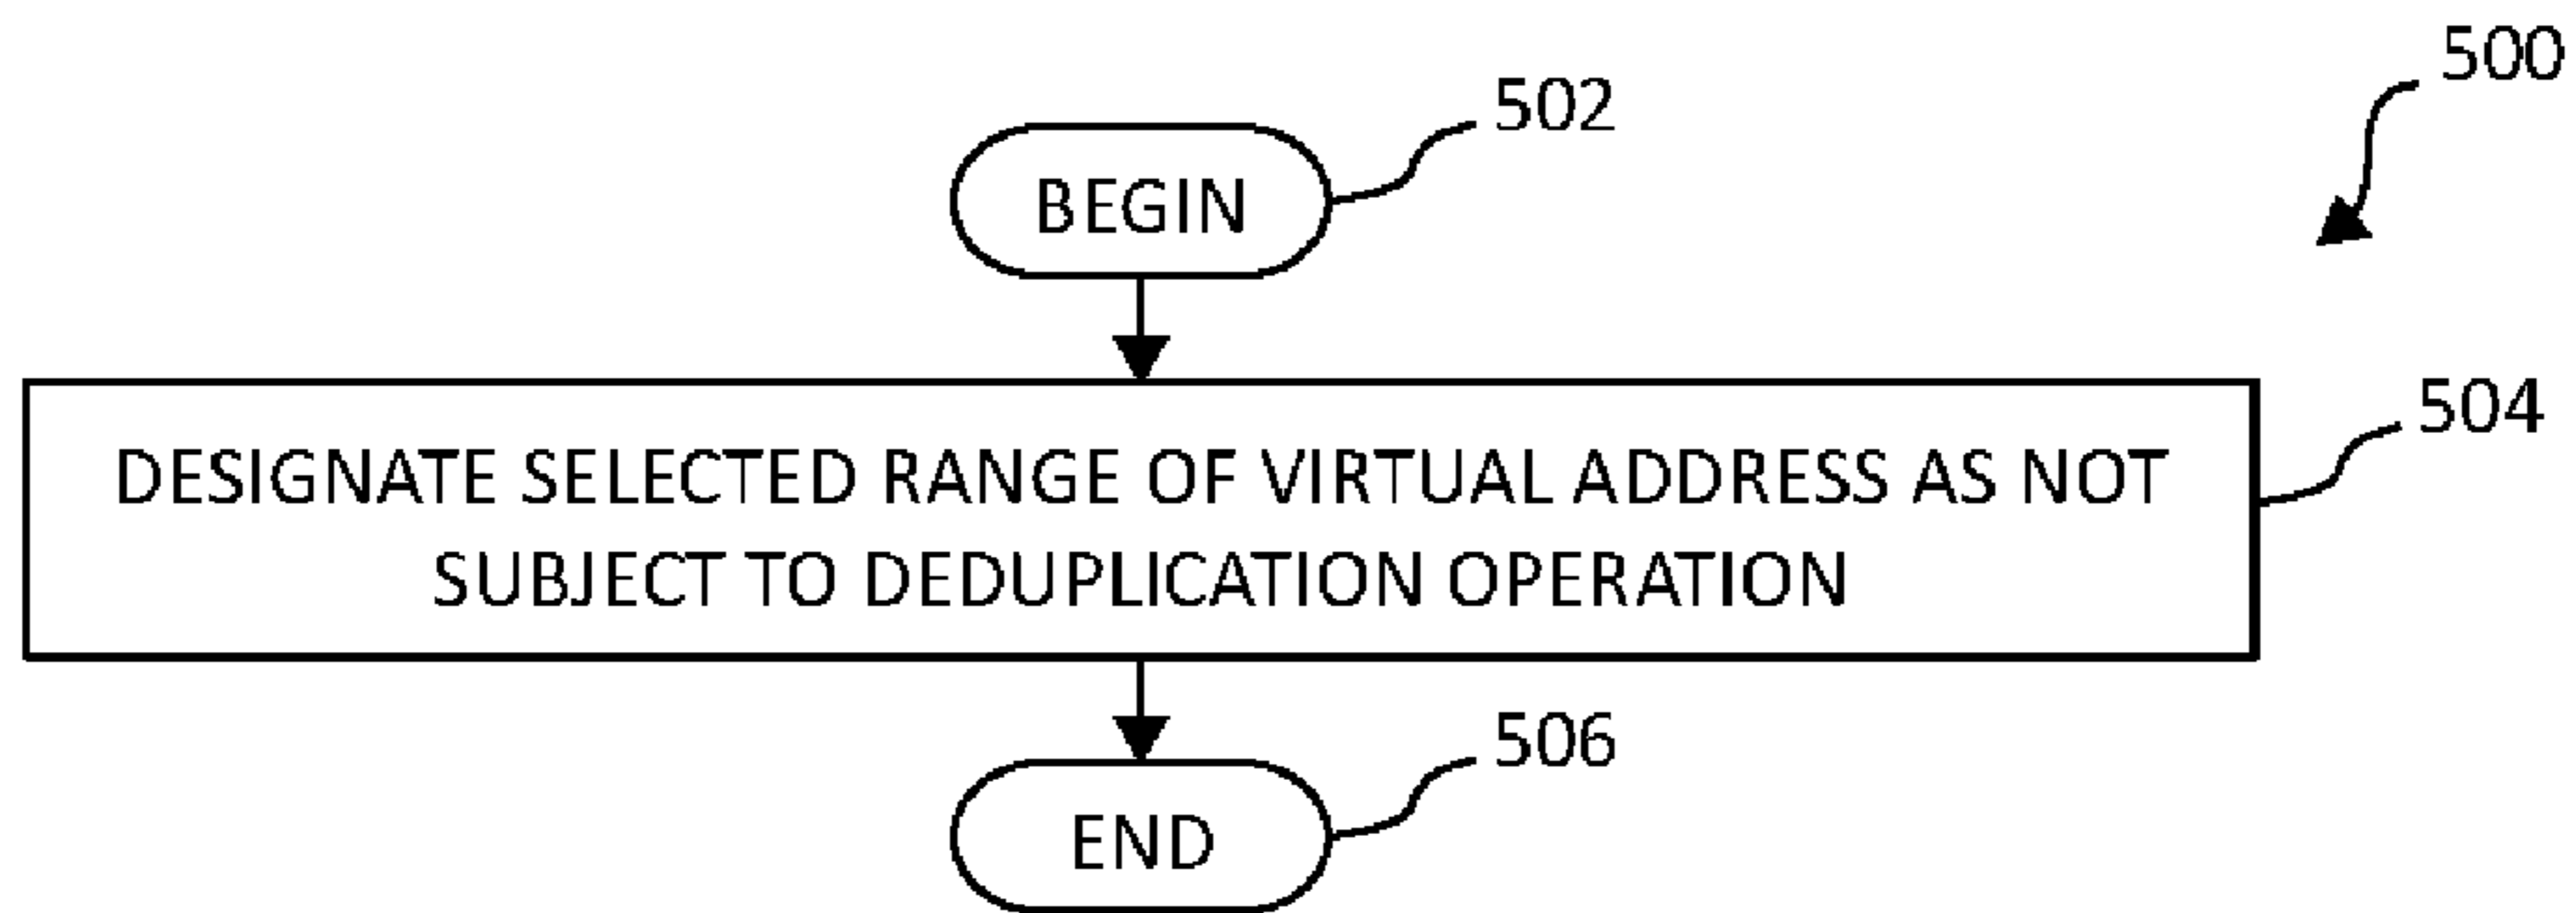 500
502
BEGIN
504
DESIGNATE SELECTED RANGE OF VIRTUAL ADDRESS AS NOT
SUBJECT TO DEDUPLICATION OPERATION
506
END